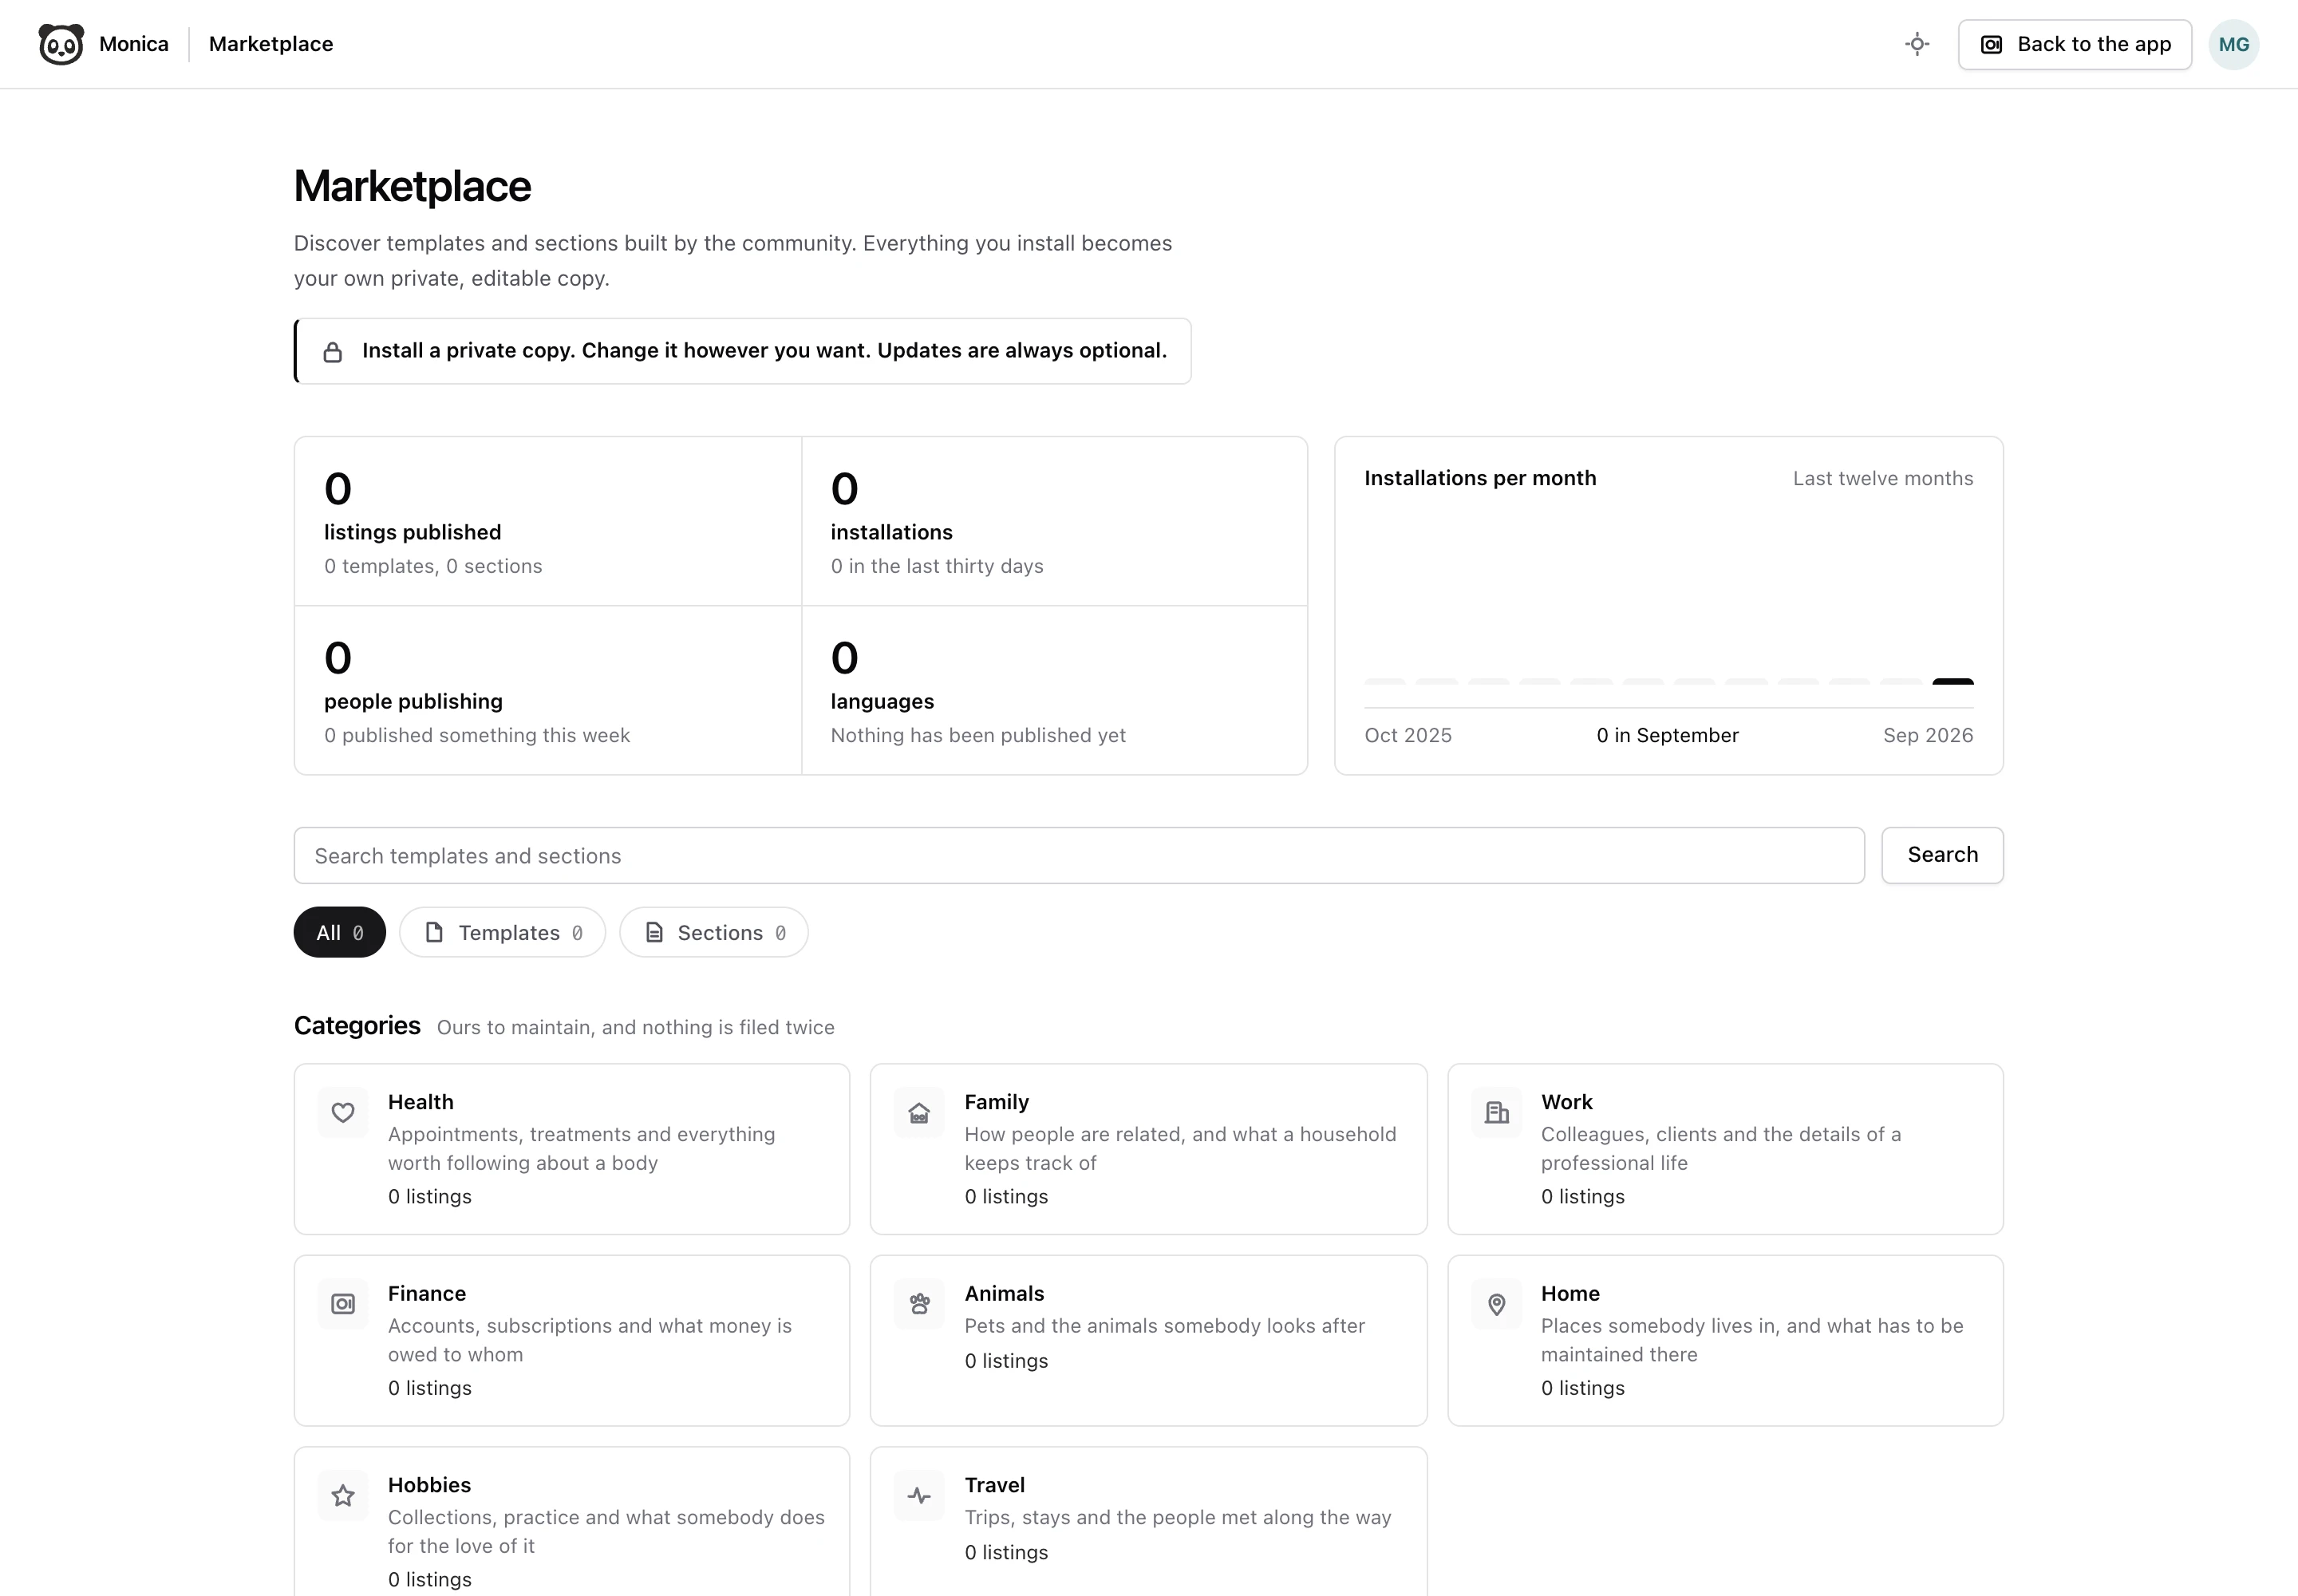 Monica
Marketplace
Back to the app
MG
Marketplace
Discover templates and sections built by the community. Everything you install becomes
your own private, editable copy.
Install a private copy. Change it however you want. Updates are always optional.
0
listings published
0 templates, 0 sections
0
installations
0 in the last thirty days
0
people publishing
0 published something this week
0
languages
Nothing has been published yet
Installations per month
Last twelve months
Oct 2025
0 in September
Sep 2026
Search templates and sections
Search
All 0
Templates 0
Sections 0
Categories
Ours to maintain, and nothing is filed twice
Health
Appointments, treatments and everything
worth following about a body
0 listings
Family
How people are related, and what a household
keeps track of
0 listings
Work
Colleagues, clients and the details of a
professional life
0 listings
Finance
Accounts, subscriptions and what money is
owed to whom
0 listings
Animals
Pets and the animals somebody looks after
0 listings
Home
Places somebody lives in, and what has to be
maintained there
0 listings
Hobbies
Collections, practice and what somebody does
for the love of it
0 listings
Travel
Trips, stays and the people met along the way
0 listings